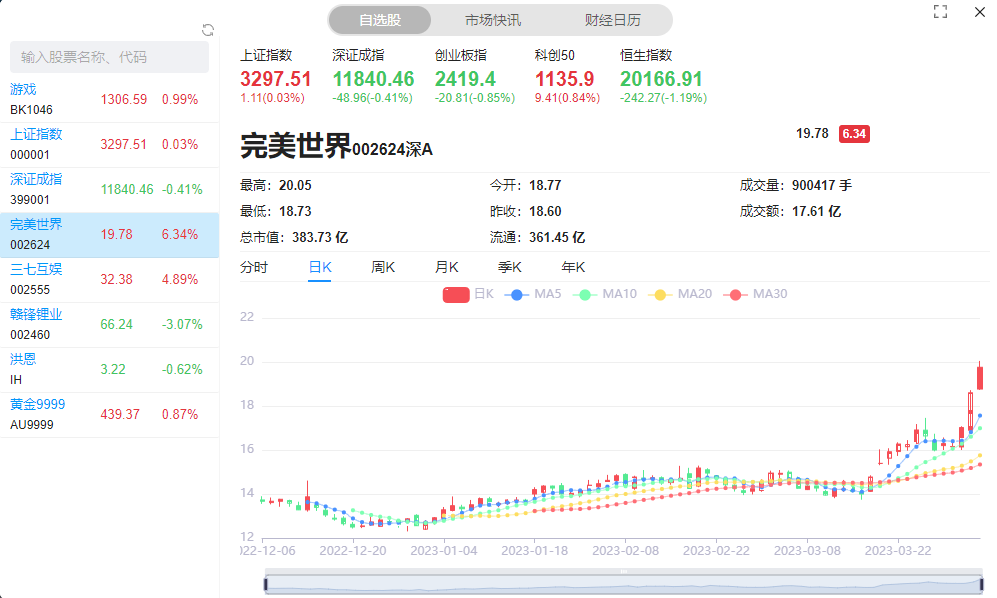 自选股 市场快讯 财经日历
输入股票名称、代码
游戏
BK1046
1306.59 0.99%
上证指数
000001
3297.51 0.03%
深证成指
399001
11840.46 -0.41%
完美世界
002624
19.78 6.34%
三七互娱
002555
32.38 4.89%
赣锋锂业
002460
66.24 -3.07%
洪恩
IH
3.22 -0.62%
黄金9999
AU9999
439.37 0.87%
上证指数 深证成指 创业板指 科创50 恒生指数
3297.51 11840.46 2419.4 1135.9 20166.91
1.11(0.03%) -48.96(-0.41%) -20.81(-0.85%) 9.41(0.84%) -242.27(-1.19%)
完美世界002624深A 19.78 6.34
最高：20.05 今开：18.77 成交量：900417 手
最低：18.73 昨收：18.60 成交额：17.61 亿
总市值：383.73 亿 流通：361.45 亿
分时 日K 周K 月K 季K 年K
日K MA5 MA10 MA20 MA30
22
20
18
16
14
12
022-12-06 2022-12-20 2023-01-04 2023-01-18 2023-02-08 2023-02-22 2023-03-08 2023-03-22